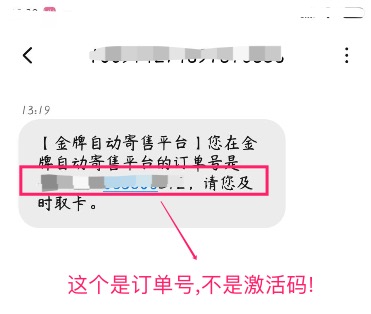 13:19
【金牌自动寄售平台】您在金
牌自动寄售平台的订单号是
，请您及
时取卡。
这个是订单号,不是激活码!